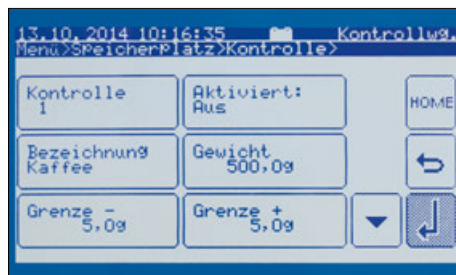 13.10.2014 10:16:35 Kontrollwg.
Menü>Speicherplatz>Kontrolle>
Kontrolle
1
Aktiviert:
Aus
HOME
Bezeichnung
Kaffee
Gewicht
500,0g
Grenze -
5,0g
Grenze +
5,0g